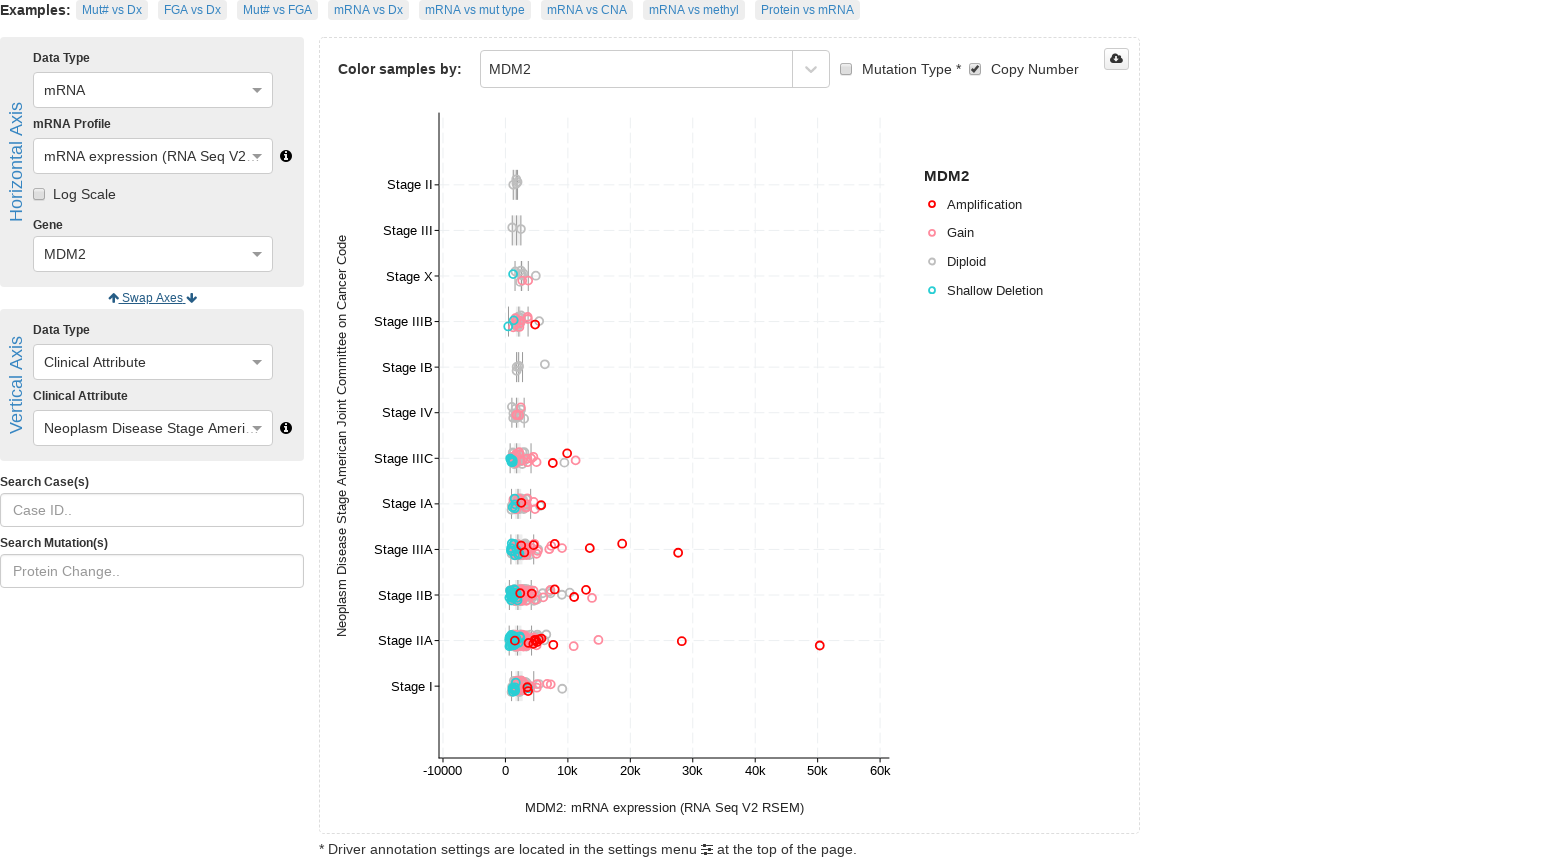 Examples: Mut# vs Dx FGA vs Dx Mut# vs FGA mRNA vs Dx mRNA vs mut type mRNA vs CNA mRNA vs methyl Protein vs mRNA
Horizontal Axis
Data Type
mRNA
mRNA Profile
mRNA expression (RNA Seq V2...
Log Scale
Gene
MDM2
Swap Axes
Vertical Axis
Data Type
Clinical Attribute
Clinical Attribute
Neoplasm Disease Stage Ameri...
Search Case(s)
Case ID..
Search Mutation(s)
Protein Change..
Color samples by: MDM2 Mutation Type * Copy Number
Neoplasm Disease Stage American Joint Committee on Cancer Code
Stage II
Stage III
Stage X
Stage IIIB
Stage IB
Stage IV
Stage IIIC
Stage IA
Stage IIIA
Stage IIB
Stage IIA
Stage I
-10000 0 10k 20k 30k 40k 50k 60k
MDM2: mRNA expression (RNA Seq V2 RSEM)
MDM2
Amplification
Gain
Diploid
Shallow Deletion
* Driver annotation settings are located in the settings menu at the top of the page.